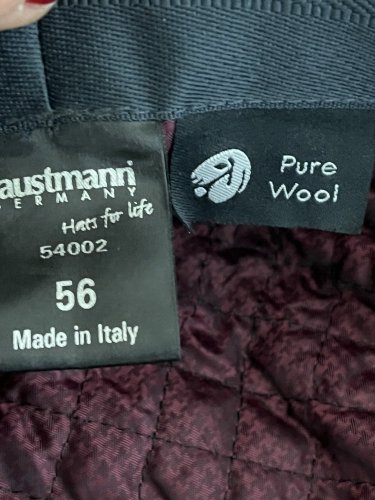 austmann
ERMANY
Hats for life
54002
56
Made in Italy
Pure
Wool